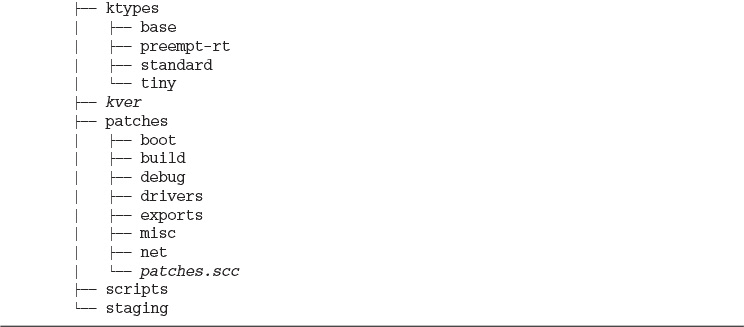 ├── ktypes
│   ├── base
│   ├── preempt-rt
│   ├── standard
│   └── tiny
├── kver
├── patches
│   ├── boot
│   ├── build
│   ├── debug
│   ├── drivers
│   ├── exports
│   ├── misc
│   ├── net
│   └── patches.scc
├── scripts
└── staging